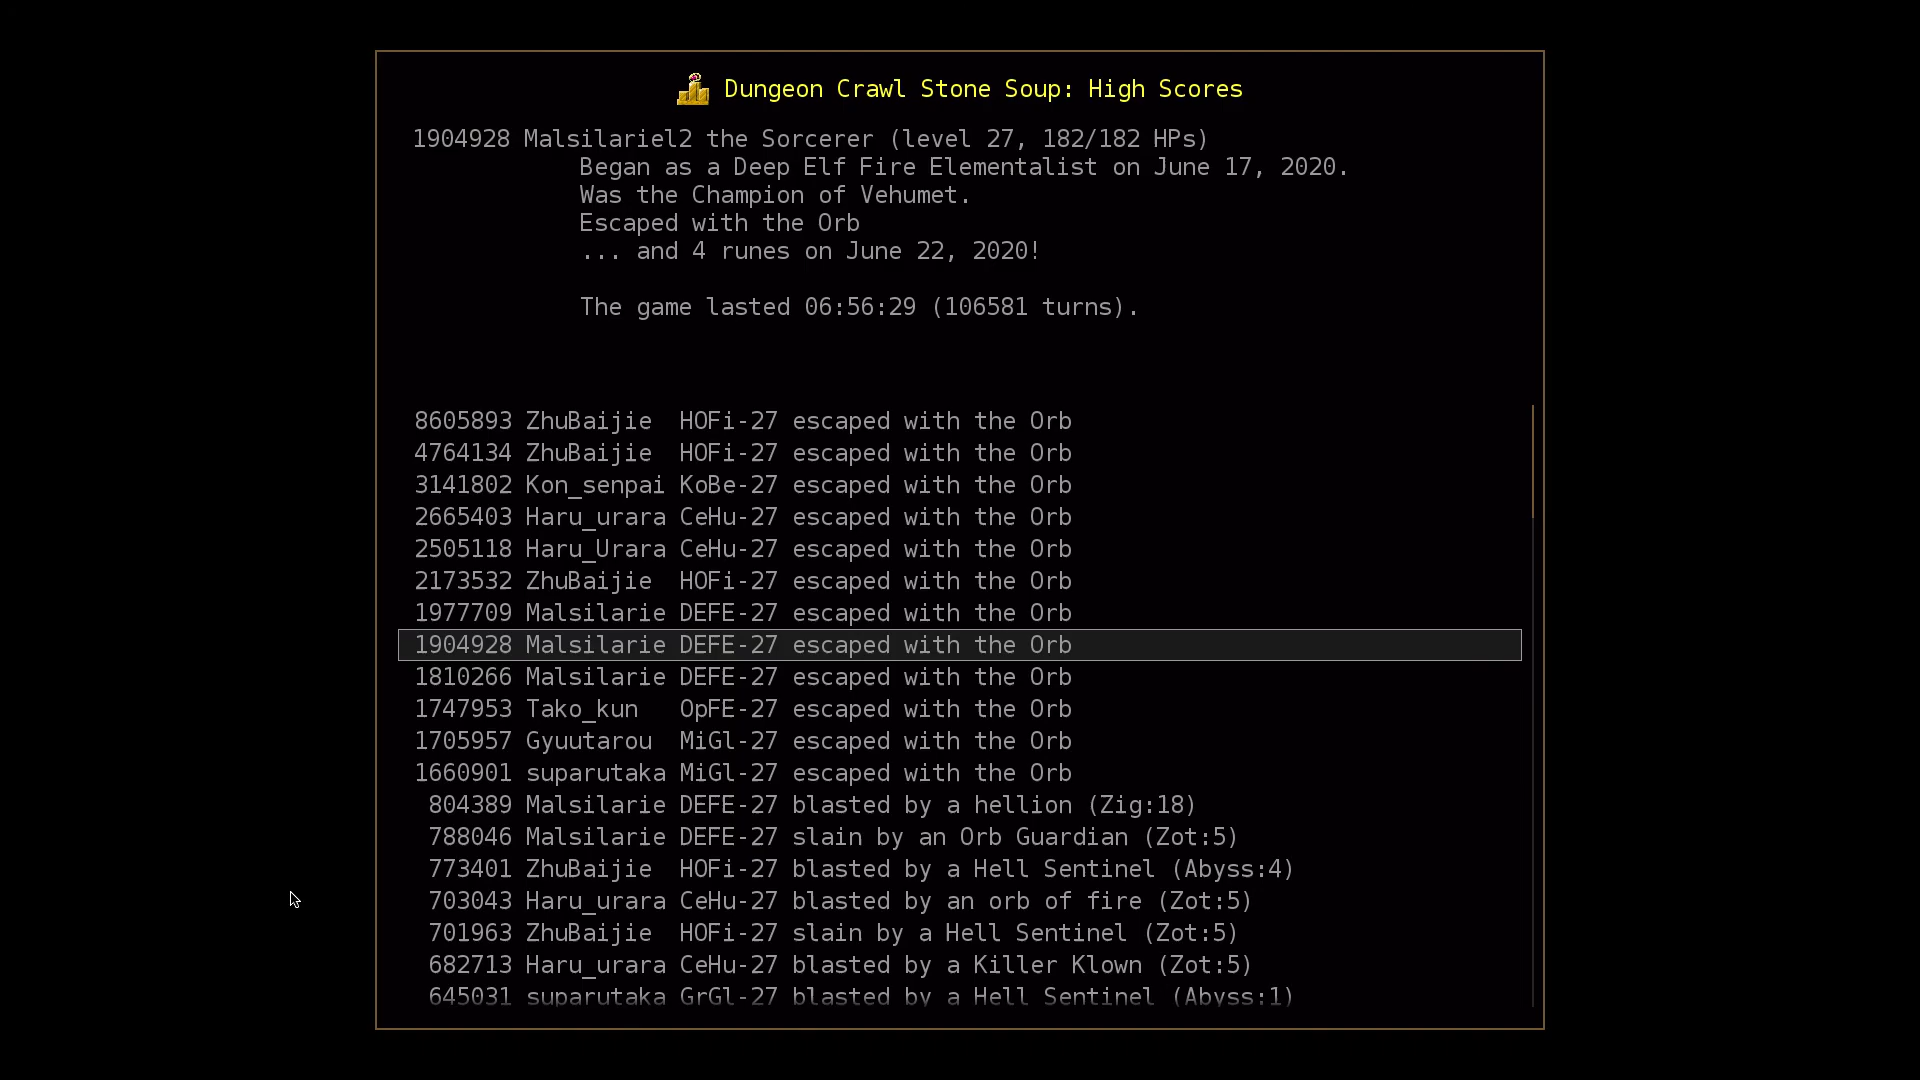 Dungeon Crawl Stone Soup: High Scores
1904928 Malsilariel2 the Sorcerer (level 27, 182/182 HPs)
Began as a Deep Elf Fire Elementalist on June 17, 2020.
Was the Champion of Vehumet.
Escaped with the Orb
... and 4 runes on June 22, 2020!
The game lasted 06:56:29 (106581 turns).
8605893 ZhuBaijie  HOFi-27 escaped with the Orb
4764134 ZhuBaijie  HOFi-27 escaped with the Orb
3141802 Kon_senpai KoBe-27 escaped with the Orb
2665403 Haru_urara CeHu-27 escaped with the Orb
2505118 Haru_Urara CeHu-27 escaped with the Orb
2173532 ZhuBaijie  HOFi-27 escaped with the Orb
1977709 Malsilarie DEFE-27 escaped with the Orb
1904928 Malsilarie DEFE-27 escaped with the Orb
1810266 Malsilarie DEFE-27 escaped with the Orb
1747953 Tako_kun   OpFE-27 escaped with the Orb
1705957 Gyuutarou  MiGl-27 escaped with the Orb
1660901 suparutaka MiGl-27 escaped with the Orb
804389 Malsilarie DEFE-27 blasted by a hellion (Zig:18)
788046 Malsilarie DEFE-27 slain by an Orb Guardian (Zot:5)
773401 ZhuBaijie  HOFi-27 blasted by a Hell Sentinel (Abyss:4)
703043 Haru_urara CeHu-27 blasted by an orb of fire (Zot:5)
701963 ZhuBaijie  HOFi-27 slain by a Hell Sentinel (Zot:5)
682713 Haru_urara CeHu-27 blasted by a Killer Klown (Zot:5)
645031 suparutaka GrGl-27 blasted by a Hell Sentinel (Abyss:1)